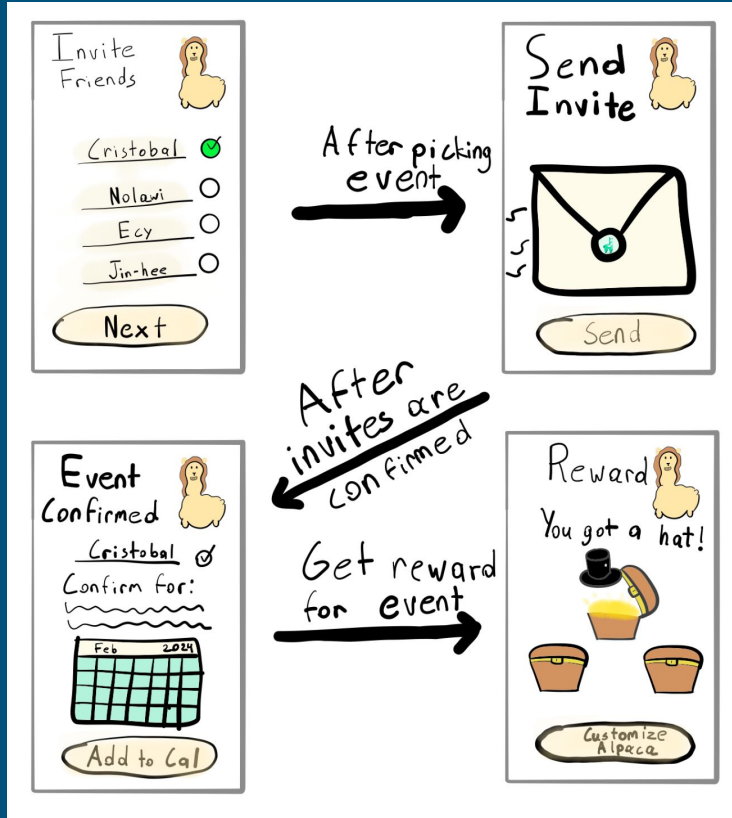 Invite
Friends
Cristobal
Nolawi
Ecy
Jin-hee
Next
After picking
event
Send
Invite
Send
After
invites are
confirmed
Event
Confirmed
Cristobal
Confirm for:
Feb 2024
Add to Cal
Get reward
for event
Reward
You got a hat!
Customize
Alpaca